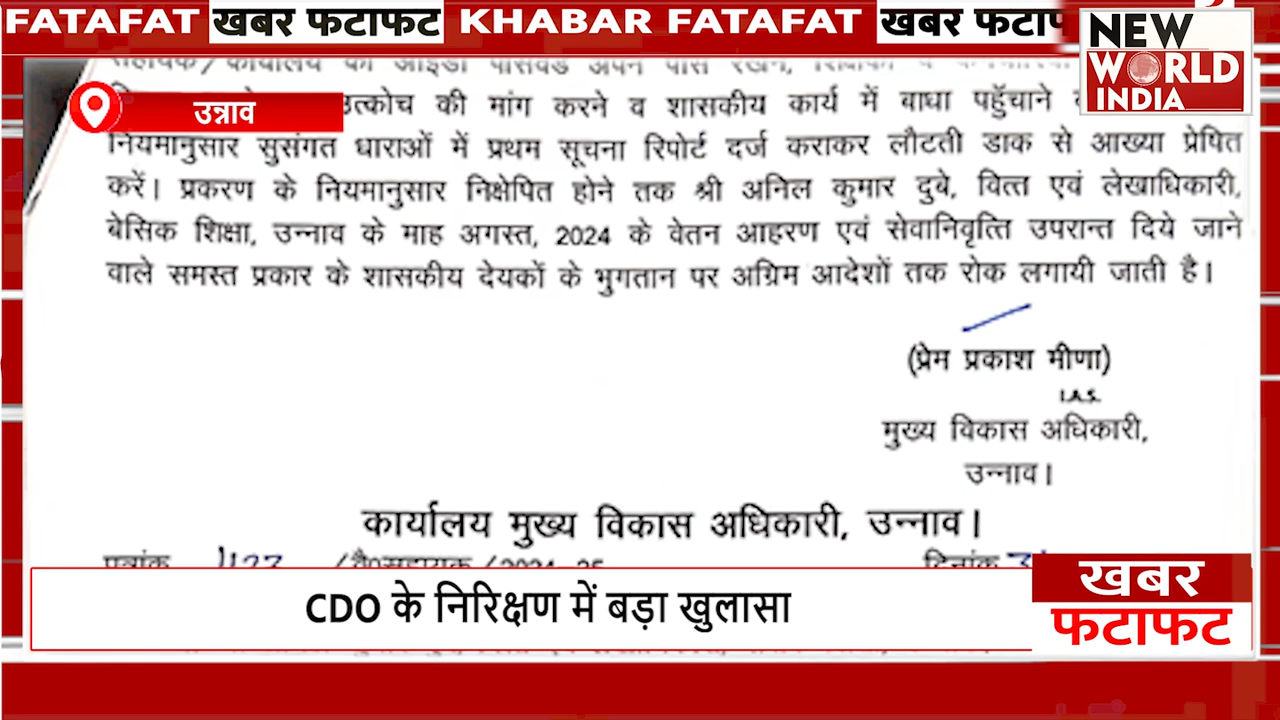 FATAFAT खबर फटाफट KHABAR FATAFAT खबर
NEW
WORLD
INDIA
उन्नाव
उत्कोच की मांग करने व शासकीय कार्य में बाधा पहुँचाने
नियमानुसार सुसंगत धाराओं में प्रथम सूचना रिपोर्ट दर्ज कराकर लौटती डाक से आख्या प्रेषित
करें। प्रकरण के नियमानुसार निक्षेपित होने तक श्री अनिल कुमार दुबे, वित्त एवं लेखाधिकारी,
बेसिक शिक्षा, उन्नाव के माह अगस्त, 2024 के वेतन आहरण एवं सेवानिवृत्ति उपरान्त दिये जाने
वाले समस्त प्रकार के शासकीय देयकों के भुगतान पर अग्रिम आदेशों तक रोक लगायी जाती है।
(प्रेम प्रकाश मीणा)
I.A.S.
मुख्य विकास अधिकारी,
उन्नाव।
कार्यालय मुख्य विकास अधिकारी, उन्नाव।
CDO के निरिक्षण में बड़ा खुलासा
खबर
फटाफट